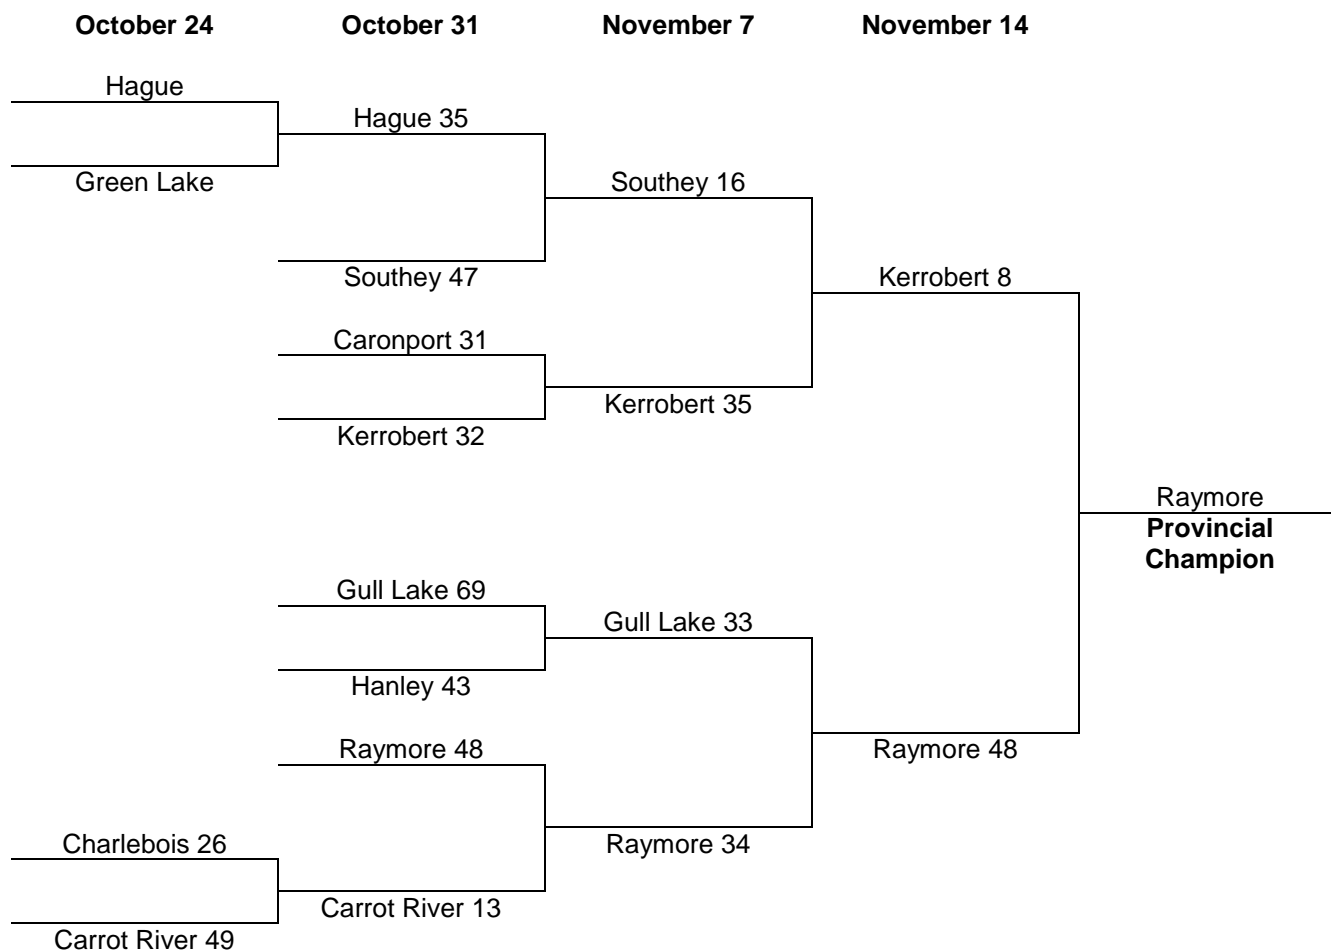 October 24 October 31 November 7 November 14
Hague
Hague 35
Green Lake
Southey 16
Southey 47
Kerrobert 8
Caronport 31
Kerrobert 35
Kerrobert 32
Raymore
Provincial
Champion
Gull Lake 69
Gull Lake 33
Hanley 43
Raymore 48
Raymore 48
Charlebois 26
Raymore 34
Carrot River 13
Carrot River 49